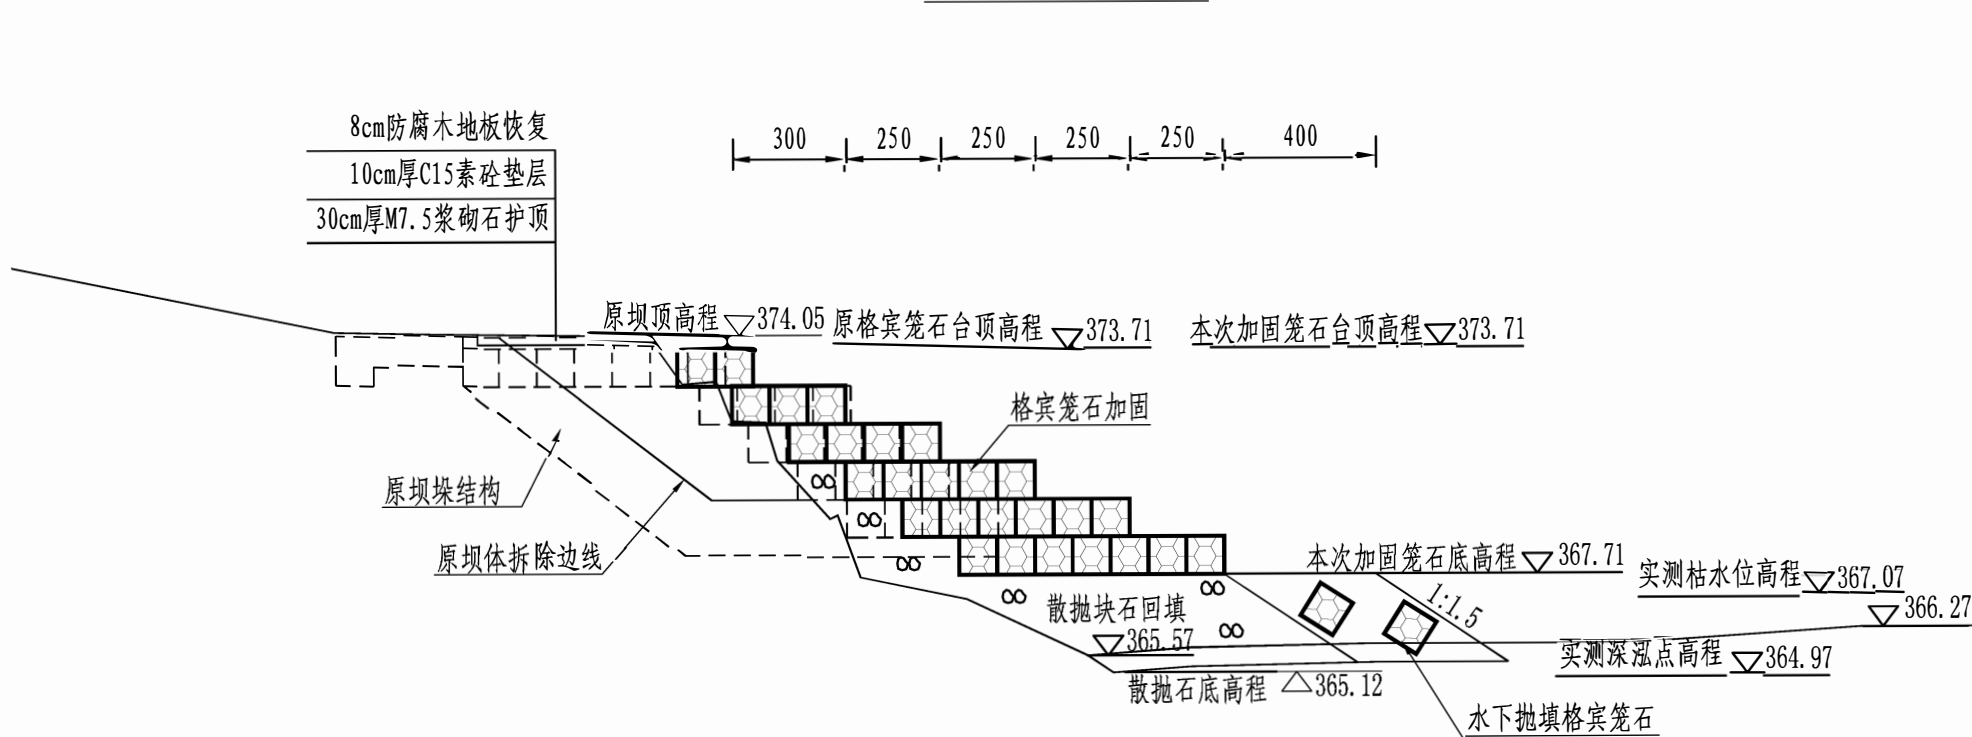 8cm防腐木地板恢复
10cm厚C15素砼垫层
30cm厚M7.5浆砌石护顶
300 250 250 250 250 400
原坝顶高程 374.05
原格宾笼石台顶高程 373.71
本次加固笼石台顶高程 373.71
格宾笼石加固
原坝垛结构
原坝体拆除边线
本次加固笼石底高程 367.71
实测枯水位高程 367.07
366.27
1:1.5
散抛块石回填
365.57
实测深泓点高程 364.97
散抛石底高程 365.12
水下抛填格宾笼石